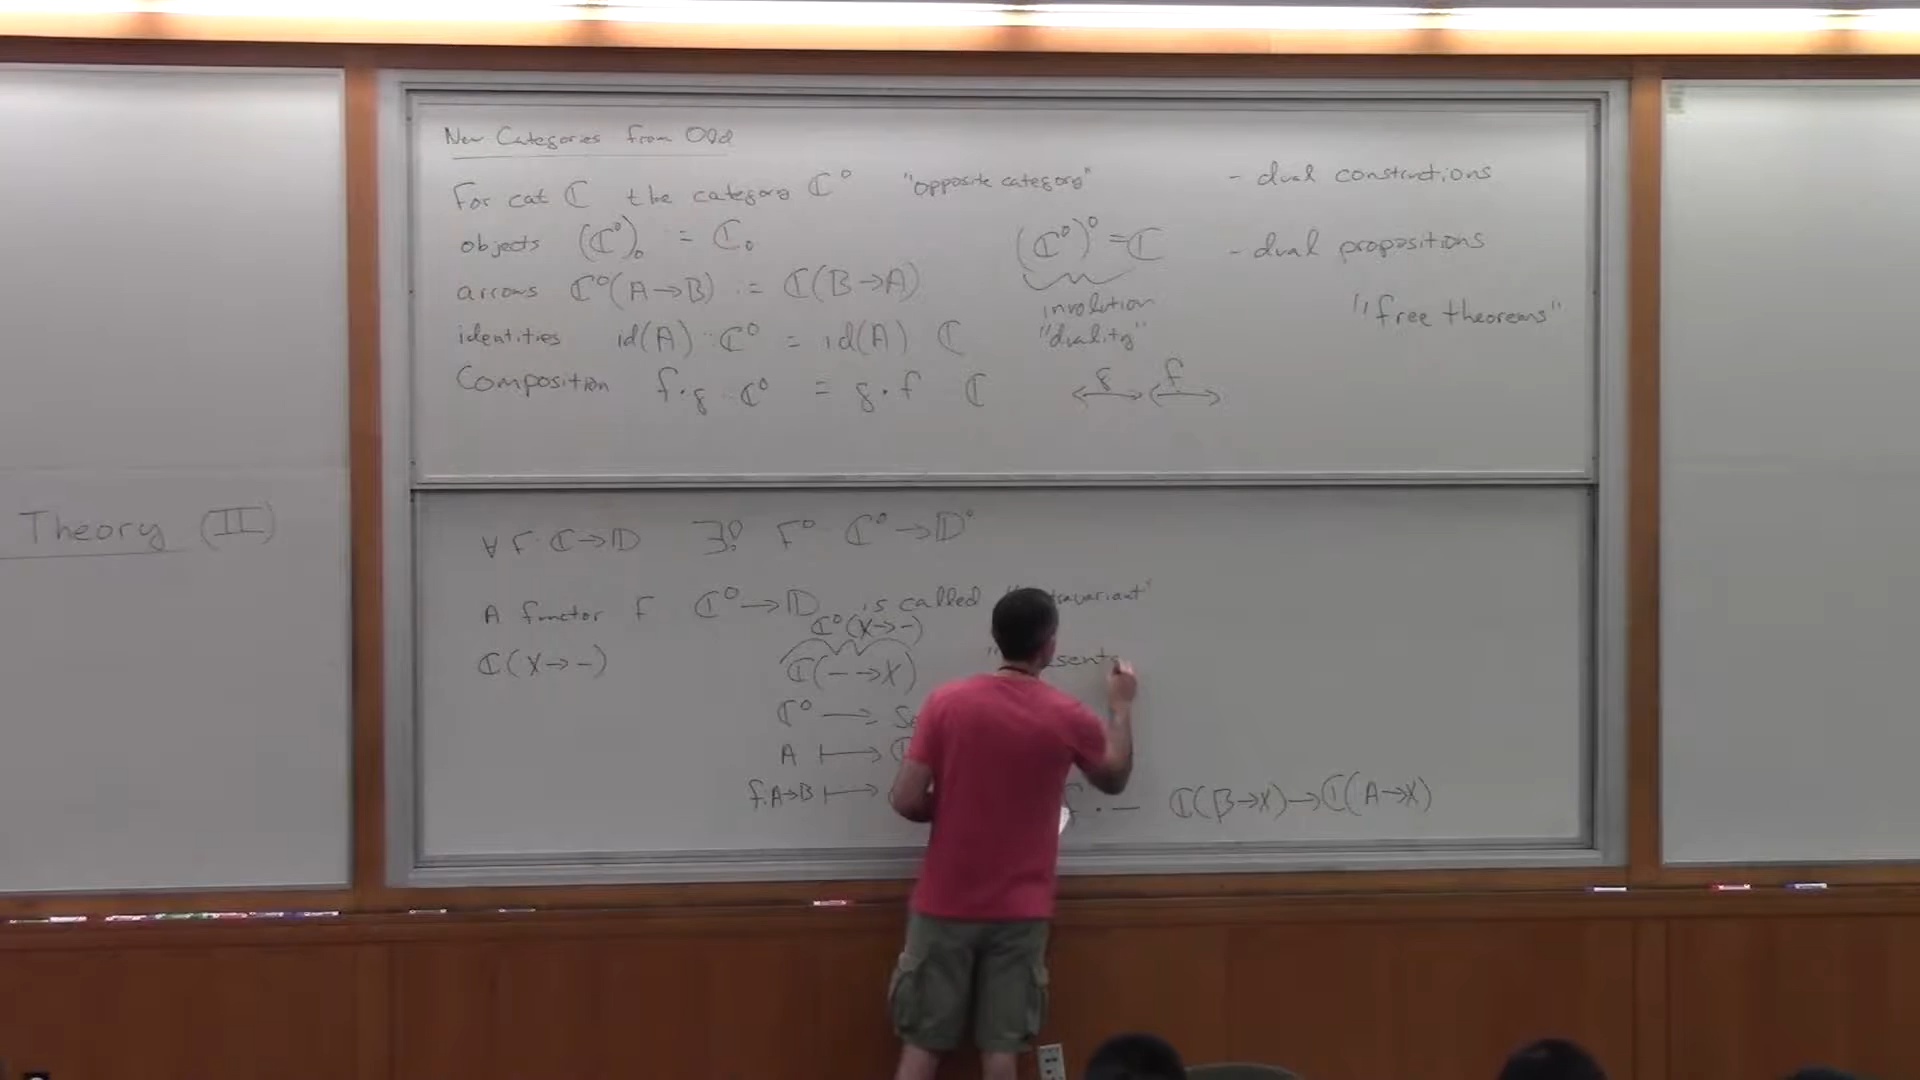 New Categories from Old
For cat ℂ the category ℂ° "opposite category"
objects (ℂ°)₀ = ℂ₀
arrows ℂ°(A→B) := ℂ(B→A)
identities id(A) : ℂ° = id(A) ℂ
Composition f·g : ℂ° = g·f ℂ
(ℂ°)° = ℂ
involution
"duality"
g f
- dual constructions
- dual propositions
"free theorems"
Theory (II)
∀ F : ℂ→𝔻 ∃! F° ℂ°→𝔻°
A functor F ℂ°→𝔻 is called
ℂ°(X→-)
ℂ(X→-) ℂ(-→X)
ℂ° →
A ↦
f:A→B ↦ · — ℂ(B→X)→ℂ(A→X)